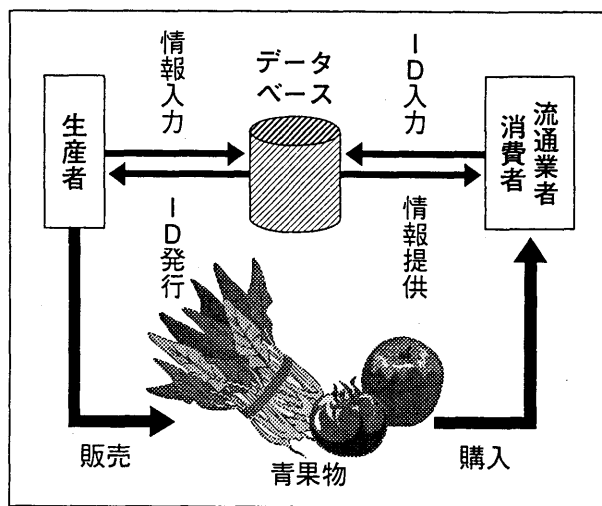 情報入力
データ
ベース
ID入力
生産者
流通業者
消費者
ID発行
情報提供
販売
青果物
購入